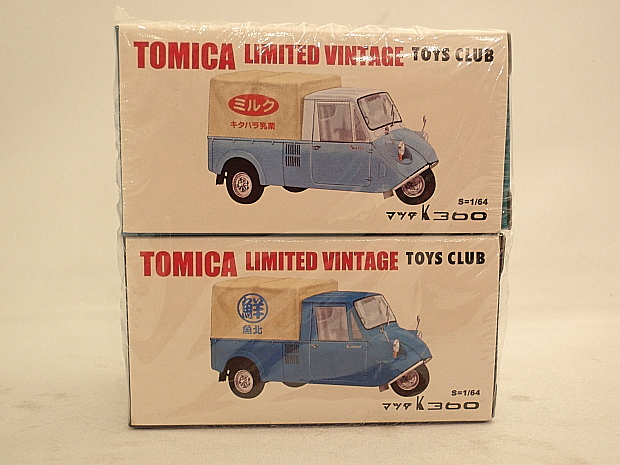 TOMICA LIMITED VINTAGE TOYS CLUB
ミルク
キタハラ乳業
S=1/64
マツダ K360
TOMICA LIMITED VINTAGE TOYS CLUB
鮮
魚北
S=1/64
マツダ K360